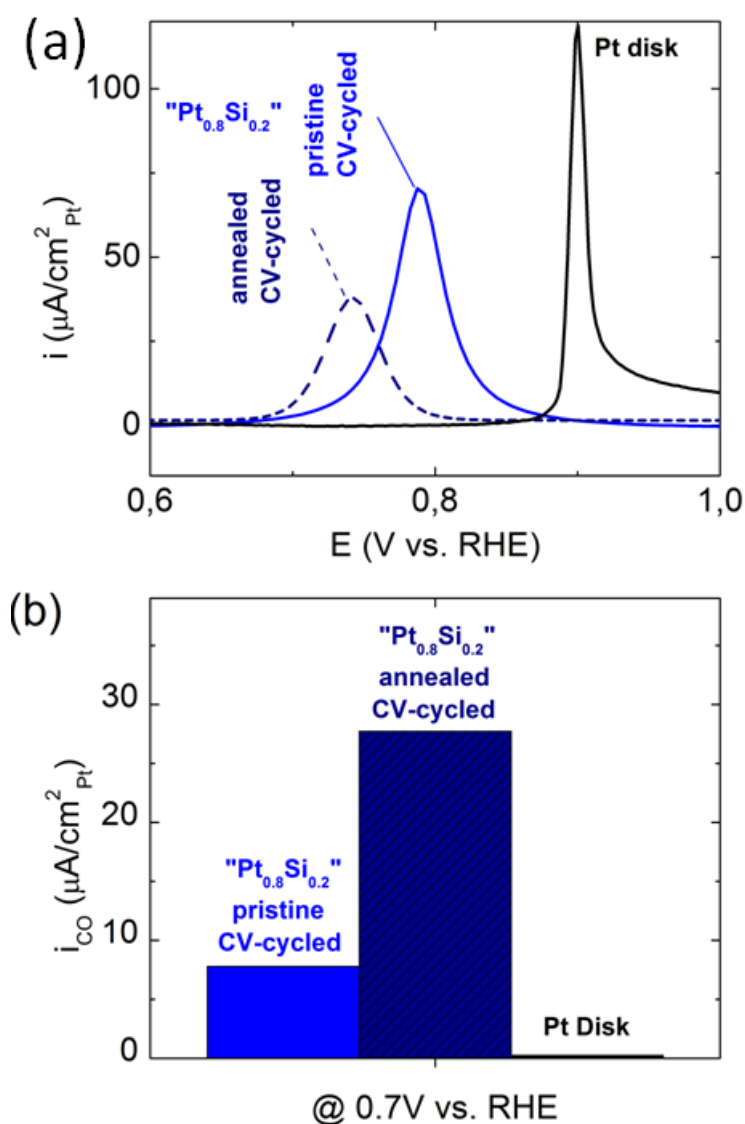 (a)
Pt disk
"Pt0.8Si0.2"
pristine
CV-cycled
annealed
CV-cycled
100
50
0
i (μA/cm²Pt)
0,6
0,8
1,0
E (V vs. RHE)
(b)
"Pt0.8Si0.2"
annealed
CV-cycled
"Pt0.8Si0.2"
pristine
CV-cycled
Pt Disk
30
20
10
0
iCO (μA/cm²Pt)
@ 0.7V vs. RHE